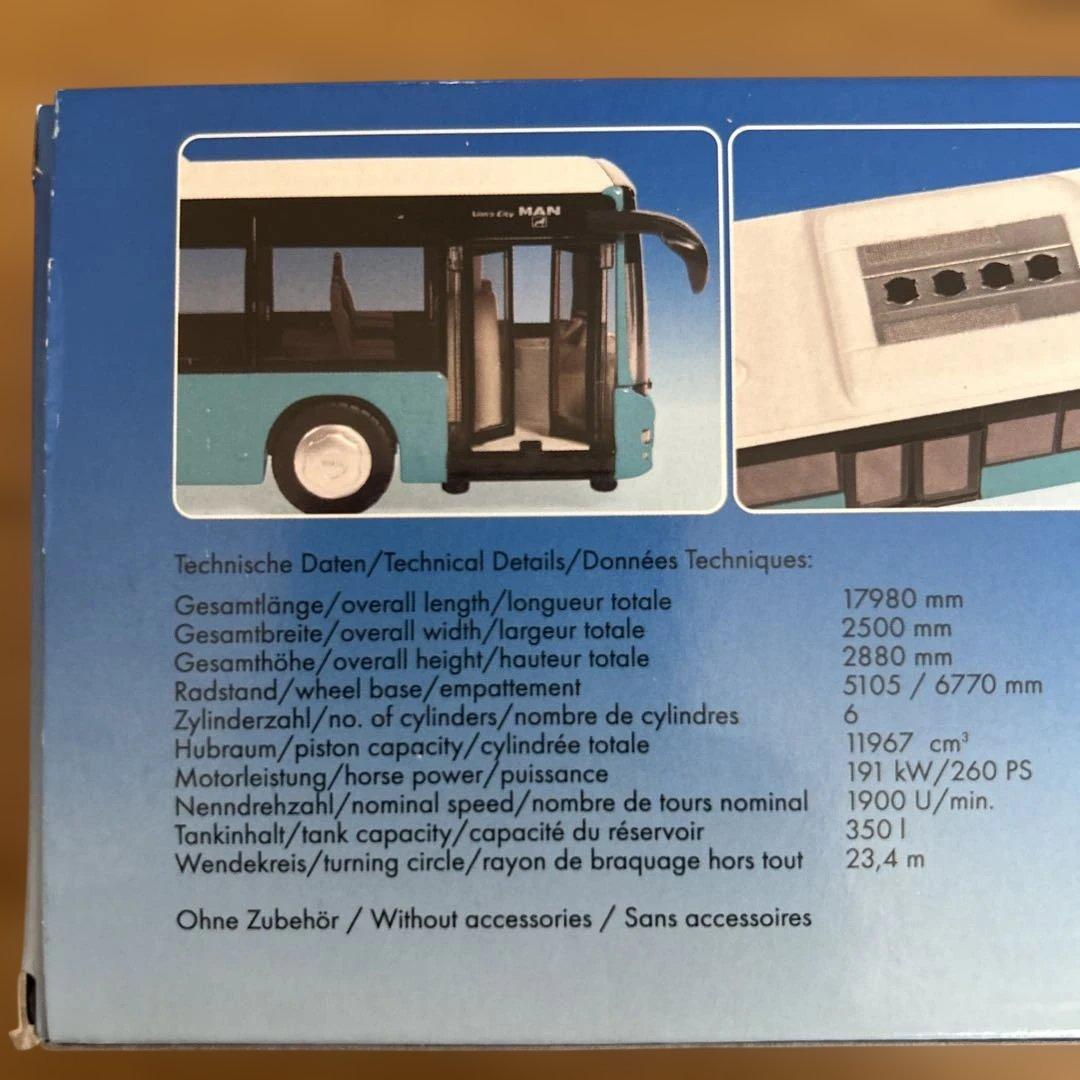 Lion's City MAN
Technische Daten/Technical Details/Données Techniques:
Gesamtlänge/overall length/longueur totale 17980 mm
Gesamtbreite/overall width/largeur totale 2500 mm
Gesamthöhe/overall height/hauteur totale 2880 mm
Radstand/wheel base/empattement 5105 / 6770 mm
Zylinderzahl/no. of cylinders/nombre de cylindres 6
Hubraum/piston capacity/cylindrée totale 11967 cm³
Motorleistung/horse power/puissance 191 kW/260 PS
Nenndrehzahl/nominal speed/nombre de tours nominal 1900 U/min.
Tankinhalt/tank capacity/capacité du réservoir 350 l
Wendekreis/turning circle/rayon de braquage hors tout 23,4 m
Ohne Zubehör / Without accessories / Sans accessoires